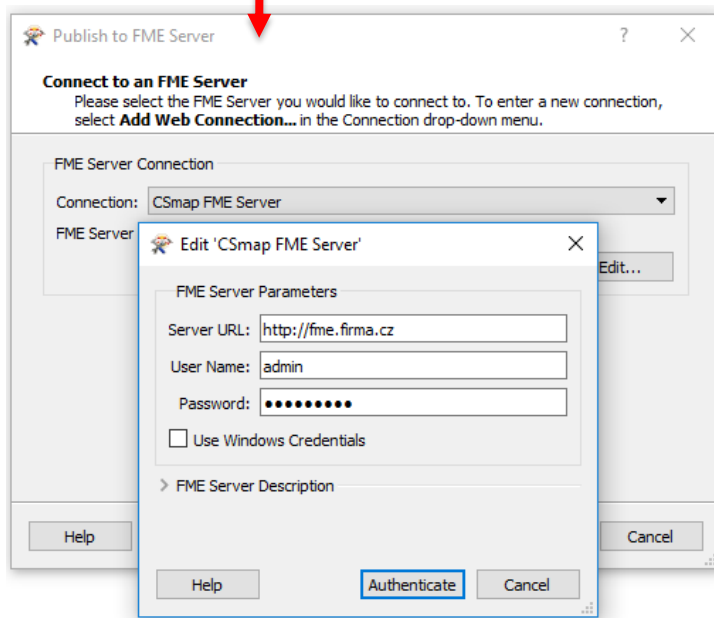 Publish to FME Server
Connect to an FME Server
Please select the FME Server you would like to connect to. To enter a new connection,
select Add Web Connection... in the Connection drop-down menu.
FME Server Connection
Connection: CSmap FME Server
FME Server
Edit...
Edit 'CSmap FME Server'
FME Server Parameters
Server URL: http://fme.firma.cz
User Name: admin
Password: ●●●●●●●●●
Use Windows Credentials
FME Server Description
Help
Authenticate
Cancel
Help
Cancel